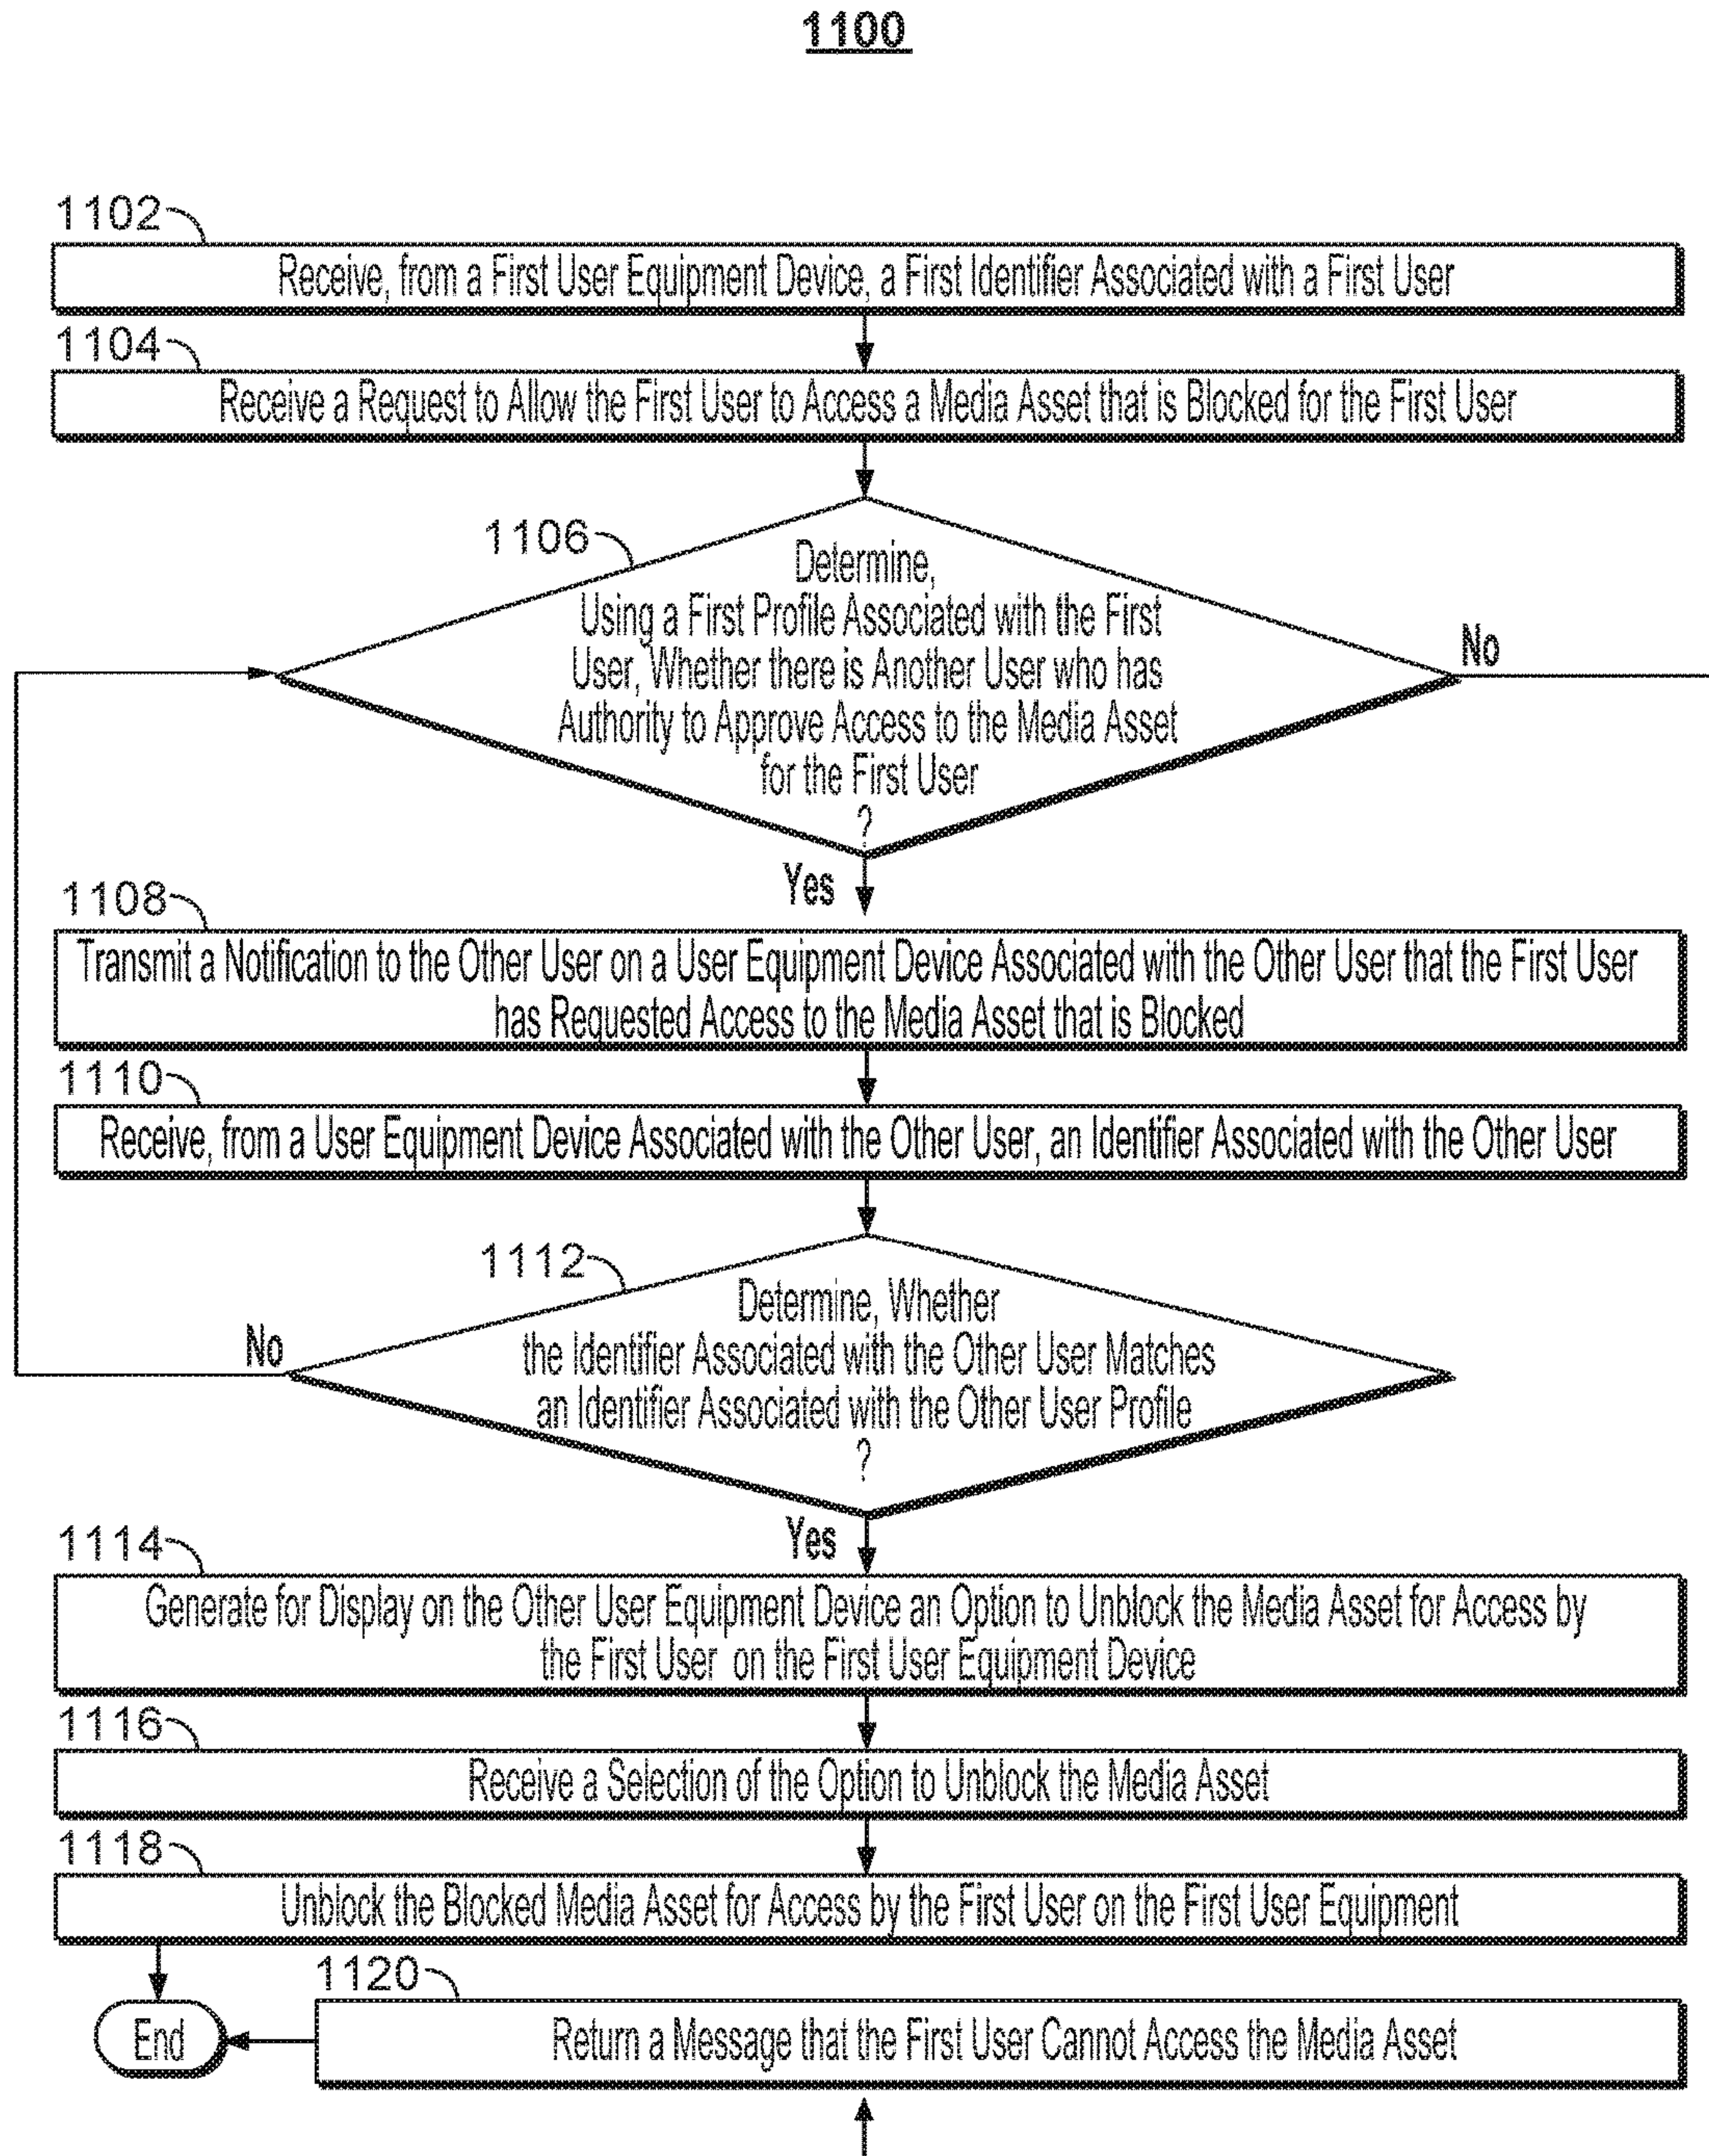 1100
1102
Receive, from a First User Equipment Device, a First Identifier Associated with a First User
1104
Receive a Request to Allow the First User to Access a Media Asset that is Blocked for the First User
1106
Determine,
Using a First Profile Associated with the First
User, Whether there is Another User who has
Authority to Approve Access to the Media Asset
for the First User
?
No
Yes
1108
Transmit a Notification to the Other User on a User Equipment Device Associated with the Other User that the First User
has Requested Access to the Media Asset that is Blocked
1110
Receive, from a User Equipment Device Associated with the Other User, an Identifier Associated with the Other User
1112
Determine, Whether
the Identifier Associated with the Other User Matches
an Identifier Associated with the Other User Profile
?
No
Yes
1114
Generate for Display on the Other User Equipment Device an Option to Unblock the Media Asset for Access by
the First User on the First User Equipment Device
1116
Receive a Selection of the Option to Unblock the Media Asset
1118
Unblock the Blocked Media Asset for Access by the First User on the First User Equipment
1120
End
Return a Message that the First User Cannot Access the Media Asset